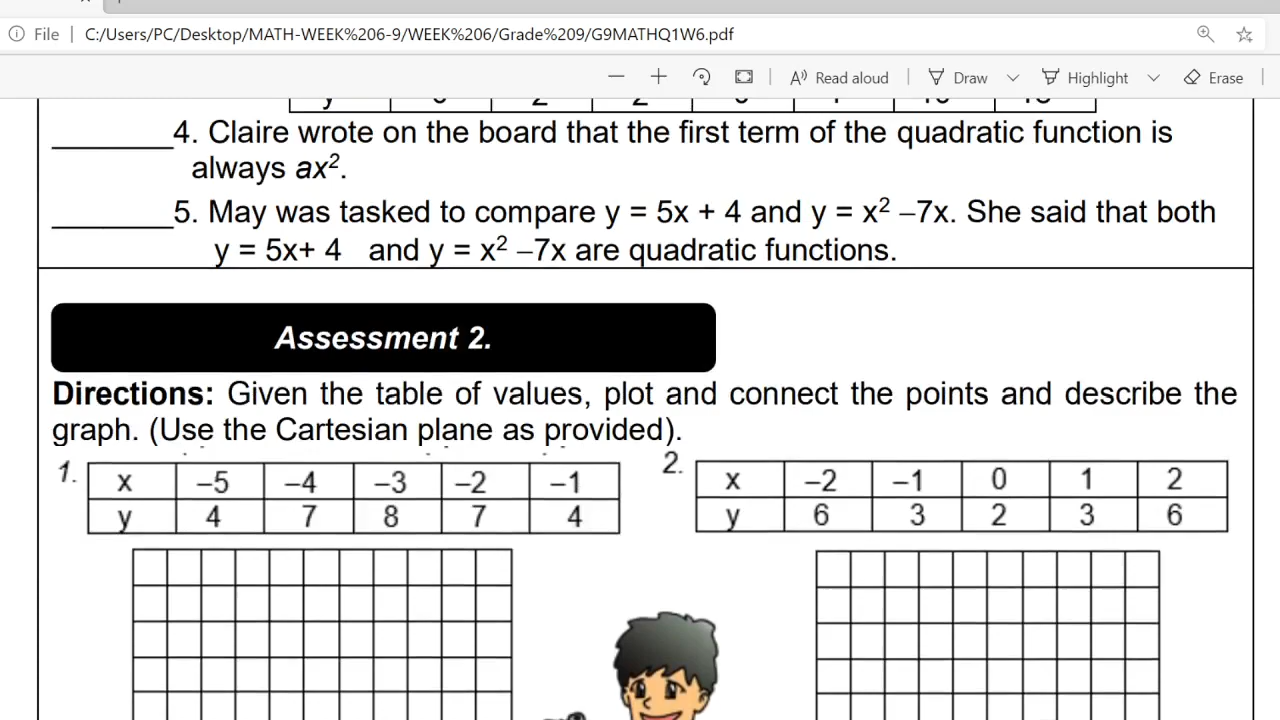 File | C:/Users/PC/Desktop/MATH-WEEK%206-9/WEEK%206/Grade%209/G9MATHQ1W6.pdf
Read aloud | Draw Highlight Erase
y
_______4. Claire wrote on the board that the first term of the quadratic function is
always ax².
_______5. May was tasked to compare y = 5x + 4 and y = x² –7x. She said that both
y = 5x+ 4 and y = x² –7x are quadratic functions.
Assessment 2.
Directions: Given the table of values, plot and connect the points and describe the
graph. (Use the Cartesian plane as provided).
1.
x –5 –4 –3 –2 –1
y 4 7 8 7 4
2.
x –2 –1 0 1 2
y 6 3 2 3 6